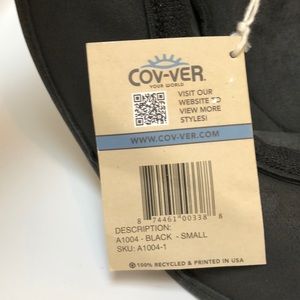 COV-VER
YOUR WORLD
VISIT OUR
WEBSITE TO
VIEW MORE
STYLES!
WWW.COV-VER.COM
8 74461 00338 8
DESCRIPTION:
A1004 - BLACK - SMALL
SKU: A1004-1
100% RECYCLED & PRINTED IN USA